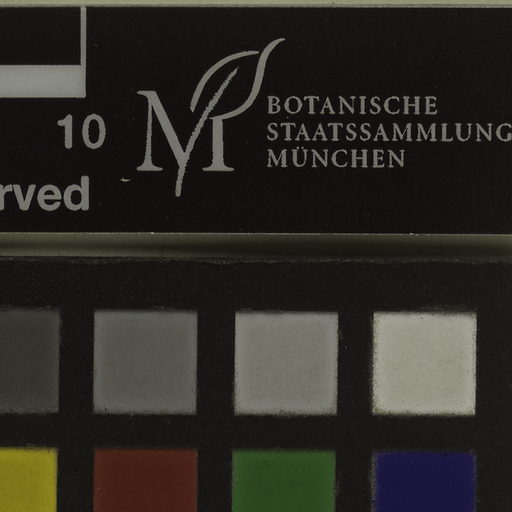 10
rved
M
BOTANISCHE
STAATSSAMMLUNG
MÜNCHEN